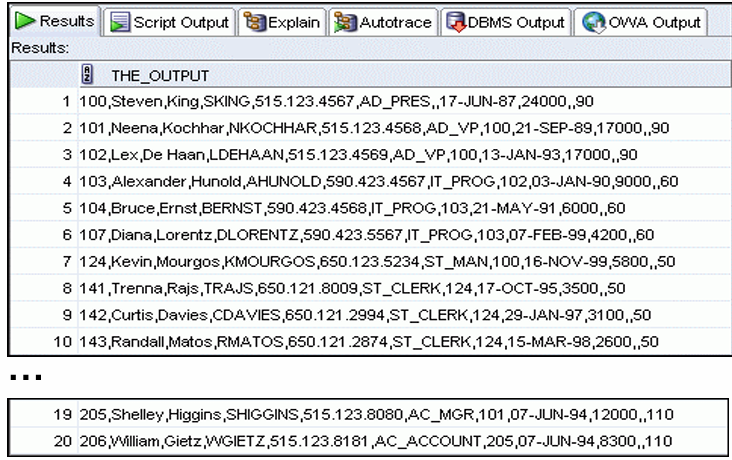 Results Script Output Explain Autotrace DBMS Output OWA Output
Results:
THE_OUTPUT
1 100,Steven,King,SKING,515.123.4567,AD_PRES,,17-JUN-87,24000,,90
2 101,Neena,Kochhar,NKOCHHAR,515.123.4568,AD_VP,100,21-SEP-89,17000,,90
3 102,Lex,De Haan,LDEHAAN,515.123.4569,AD_VP,100,13-JAN-93,17000,,90
4 103,Alexander,Hunold,AHUNOLD,590.423.4567,IT_PROG,102,03-JAN-90,9000,,60
5 104,Bruce,Ernst,BERNST,590.423.4568,IT_PROG,103,21-MAY-91,6000,,60
6 107,Diana,Lorentz,DLORENTZ,590.423.5567,IT_PROG,103,07-FEB-99,4200,,60
7 124,Kevin,Mourgos,KMOURGOS,650.123.5234,ST_MAN,100,16-NOV-99,5800,,50
8 141,Trenna,Rajs,TRAJS,650.121.8009,ST_CLERK,124,17-OCT-95,3500,,50
9 142,Curtis,Davies,CDAVIES,650.121.2994,ST_CLERK,124,29-JAN-97,3100,,50
10 143,Randall,Matos,RMATOS,650.121.2874,ST_CLERK,124,15-MAR-98,2600,,50
...
19 205,Shelley,Higgins,SHIGGINS,515.123.8080,AC_MGR,101,07-JUN-94,12000,,110
20 206,William,Gietz,WGIETZ,515.123.8181,AC_ACCOUNT,205,07-JUN-94,8300,,110